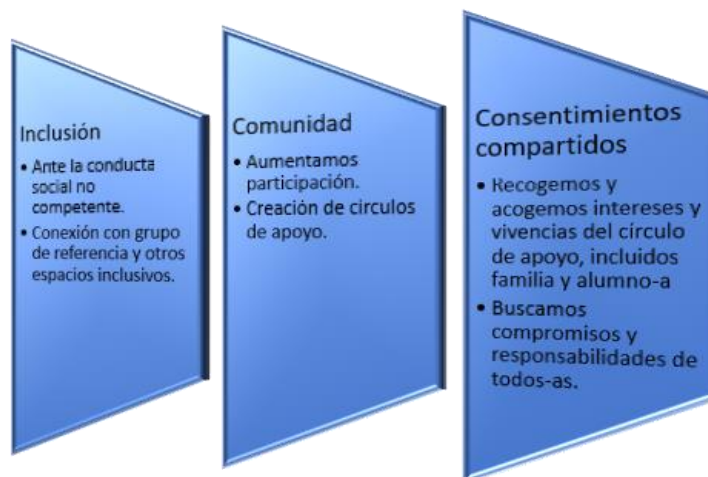 Inclusión
• Ante la conducta
social no
competente.
• Conexión con grupo
de referencia y otros
espacios inclusivos.
Comunidad
• Aumentamos
participación.
• Creación de círculos
de apoyo.
Consentimientos
compartidos
• Recogemos y
acogemos intereses y
vivencias del círculo
de apoyo, incluidos
familia y alumno-a
• Buscamos
compromisos y
responsabilidades de
todos-as.